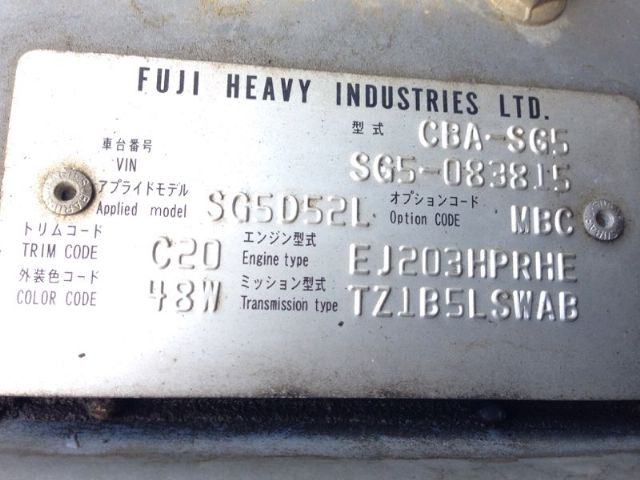 FUJI HEAVY INDUSTRIES LTD.
型式 CBA-SG5
車台番号
VIN SG5-083815
アプライドモデル オプションコード
Applied model SG5D52L Option CODE MBC
トリムコード エンジン型式
TRIM CODE C20 Engine type EJ203HPRHE
外装色コード ミッション型式
COLOR CODE 48W Transmission type TZ1B5LSWAB